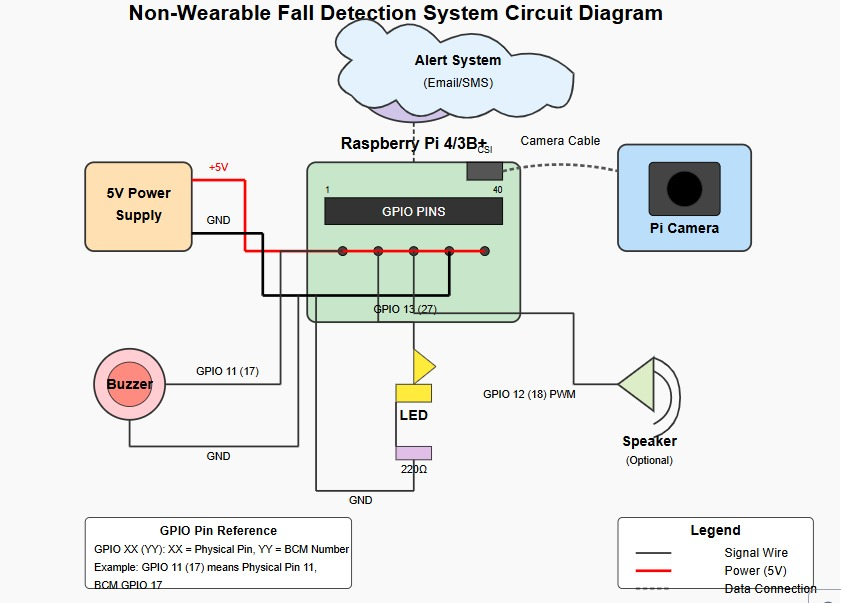 Non-Wearable Fall Detection System Circuit Diagram
Alert System
(Email/SMS)
Raspberry Pi 4/3B+
CSI
Camera Cable
+5V
5V Power
Supply
GND
1
40
GPIO PINS
Pi Camera
GPIO 13 (27)
GPIO 11 (17)
Buzzer
GPIO 12 (18) PWM
LED
Speaker
(Optional)
GND
220Ω
GND
GPIO Pin Reference
GPIO XX (YY): XX = Physical Pin, YY = BCM Number
Example: GPIO 11 (17) means Physical Pin 11,
BCM GPIO 17
Legend
Signal Wire
Power (5V)
Data Connection